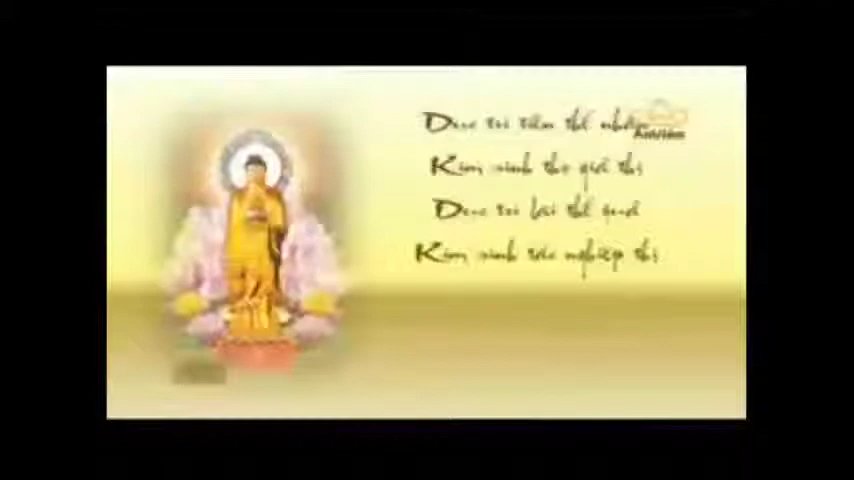 Dục tri tiền thế nhân
Kim sinh thọ giả thị
Dục tri lai thế quả
Kim sinh tác nghiệp thị